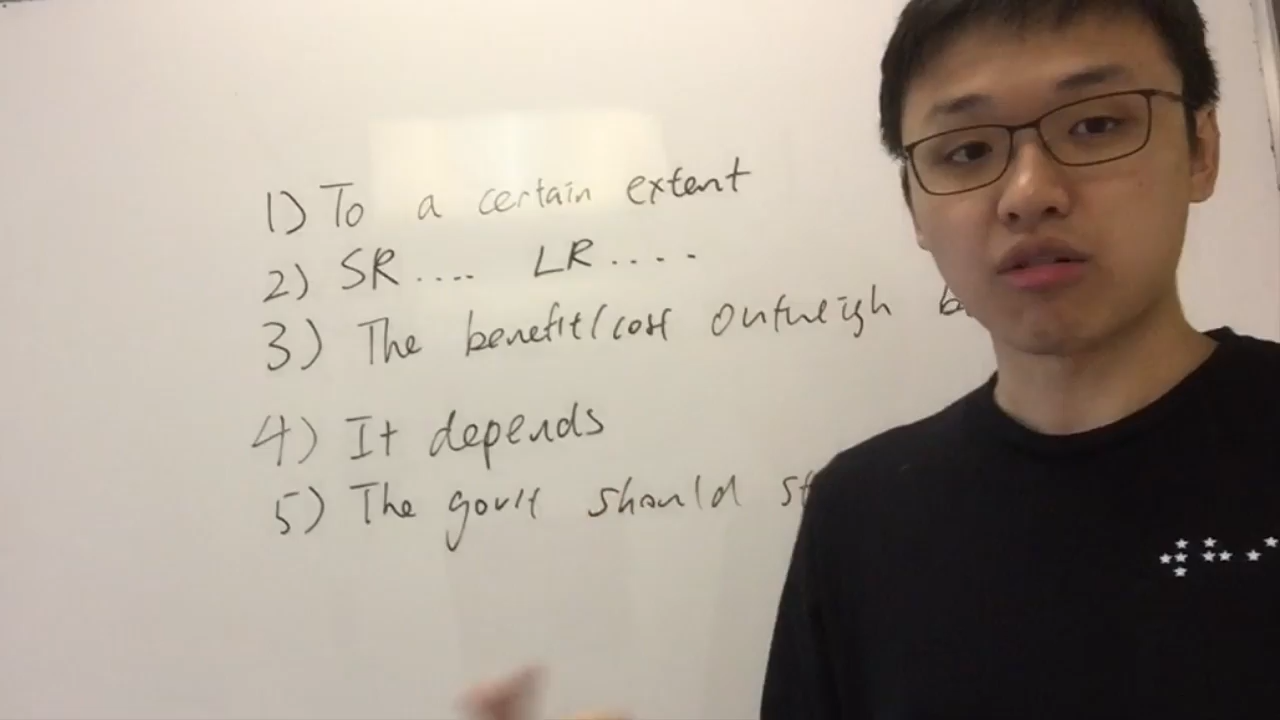 1) To a certain extent
2) SR.... LR....
3) The benefit/cost outweigh
4) It depends
5) The gov't should